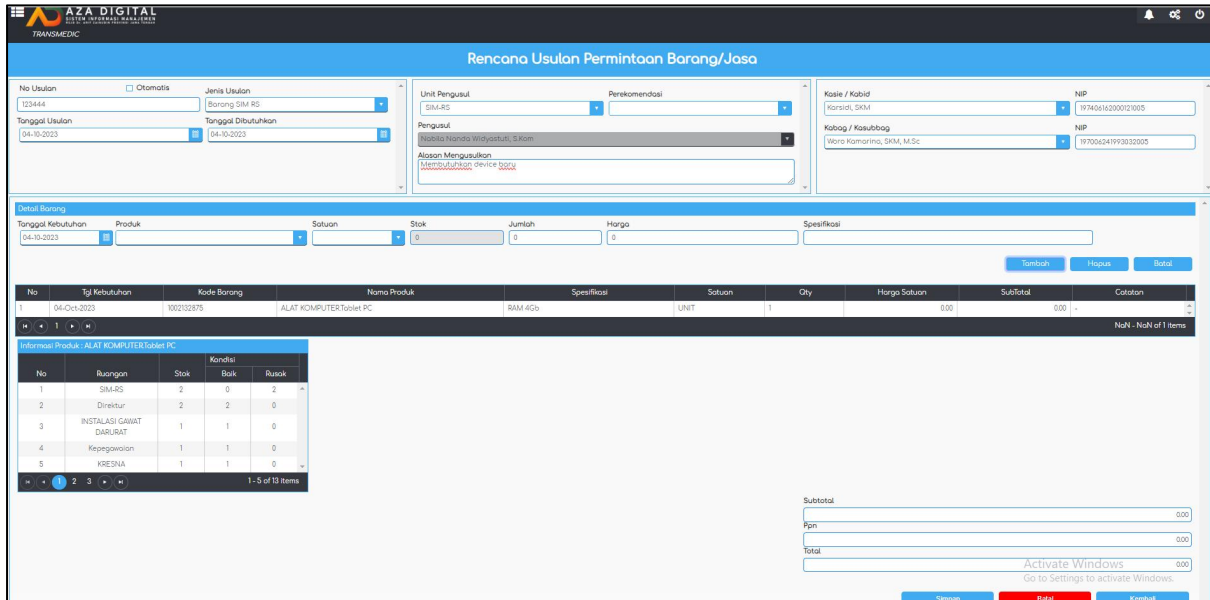 AZA DIGITAL
SISTEM INFORMASI MANAJEMEN
TRANSMEDIC
Rencana Usulan Permintaan Barang/Jasa
No Usulan Otomatis Jenis Usulan
123444 Barang SIM RS
Tanggal Usulan Tanggal Dibutuhkan
04-10-2023 04-10-2023
Unit Pengusul Perekomendasi
SIM-RS
Pengusul
Nabila Nanda Widyastuti, S.Kom
Alasan Mengusulkan
Membutuhkan device baru
Kasie / Kabid NIP
Karsidi, SKM 197406162000121005
Kabag / Kasubbag NIP
Woro Kamarina, SKM, M.Sc 197006241993032005
Detail Barang
Tanggal Kebutuhan Produk Satuan Stok Jumlah Harga Spesifikasi
04-10-2023 0 0 0
Tambah Hapus Batal
No Tgl Kebutuhan Kode Barang Nama Produk Spesifikasi Satuan Qty Harga Satuan SubTotal Catatan
1 04-Oct-2023 1002132875 ALAT KOMPUTER.Tablet PC RAM 4Gb UNIT 1 0.00 0.00 -
1 NaN - NaN of 1 items
Informasi Produk : ALAT KOMPUTER.Tablet PC
Kondisi
No Ruangan Stok Baik Rusak
1 SIM-RS 2 0 2
2 Direktur 2 2 0
3 INSTALASI GAWAT DARURAT 1 1 0
4 Kepegawaian 1 1 0
5 KRESNA 1 1 0
1 2 3 1 - 5 of 13 items
Subtotal
0.00
Ppn
0.00
Total
0.00
Activate Windows
Go to Settings to activate Windows.
Simpan Batal Kembali